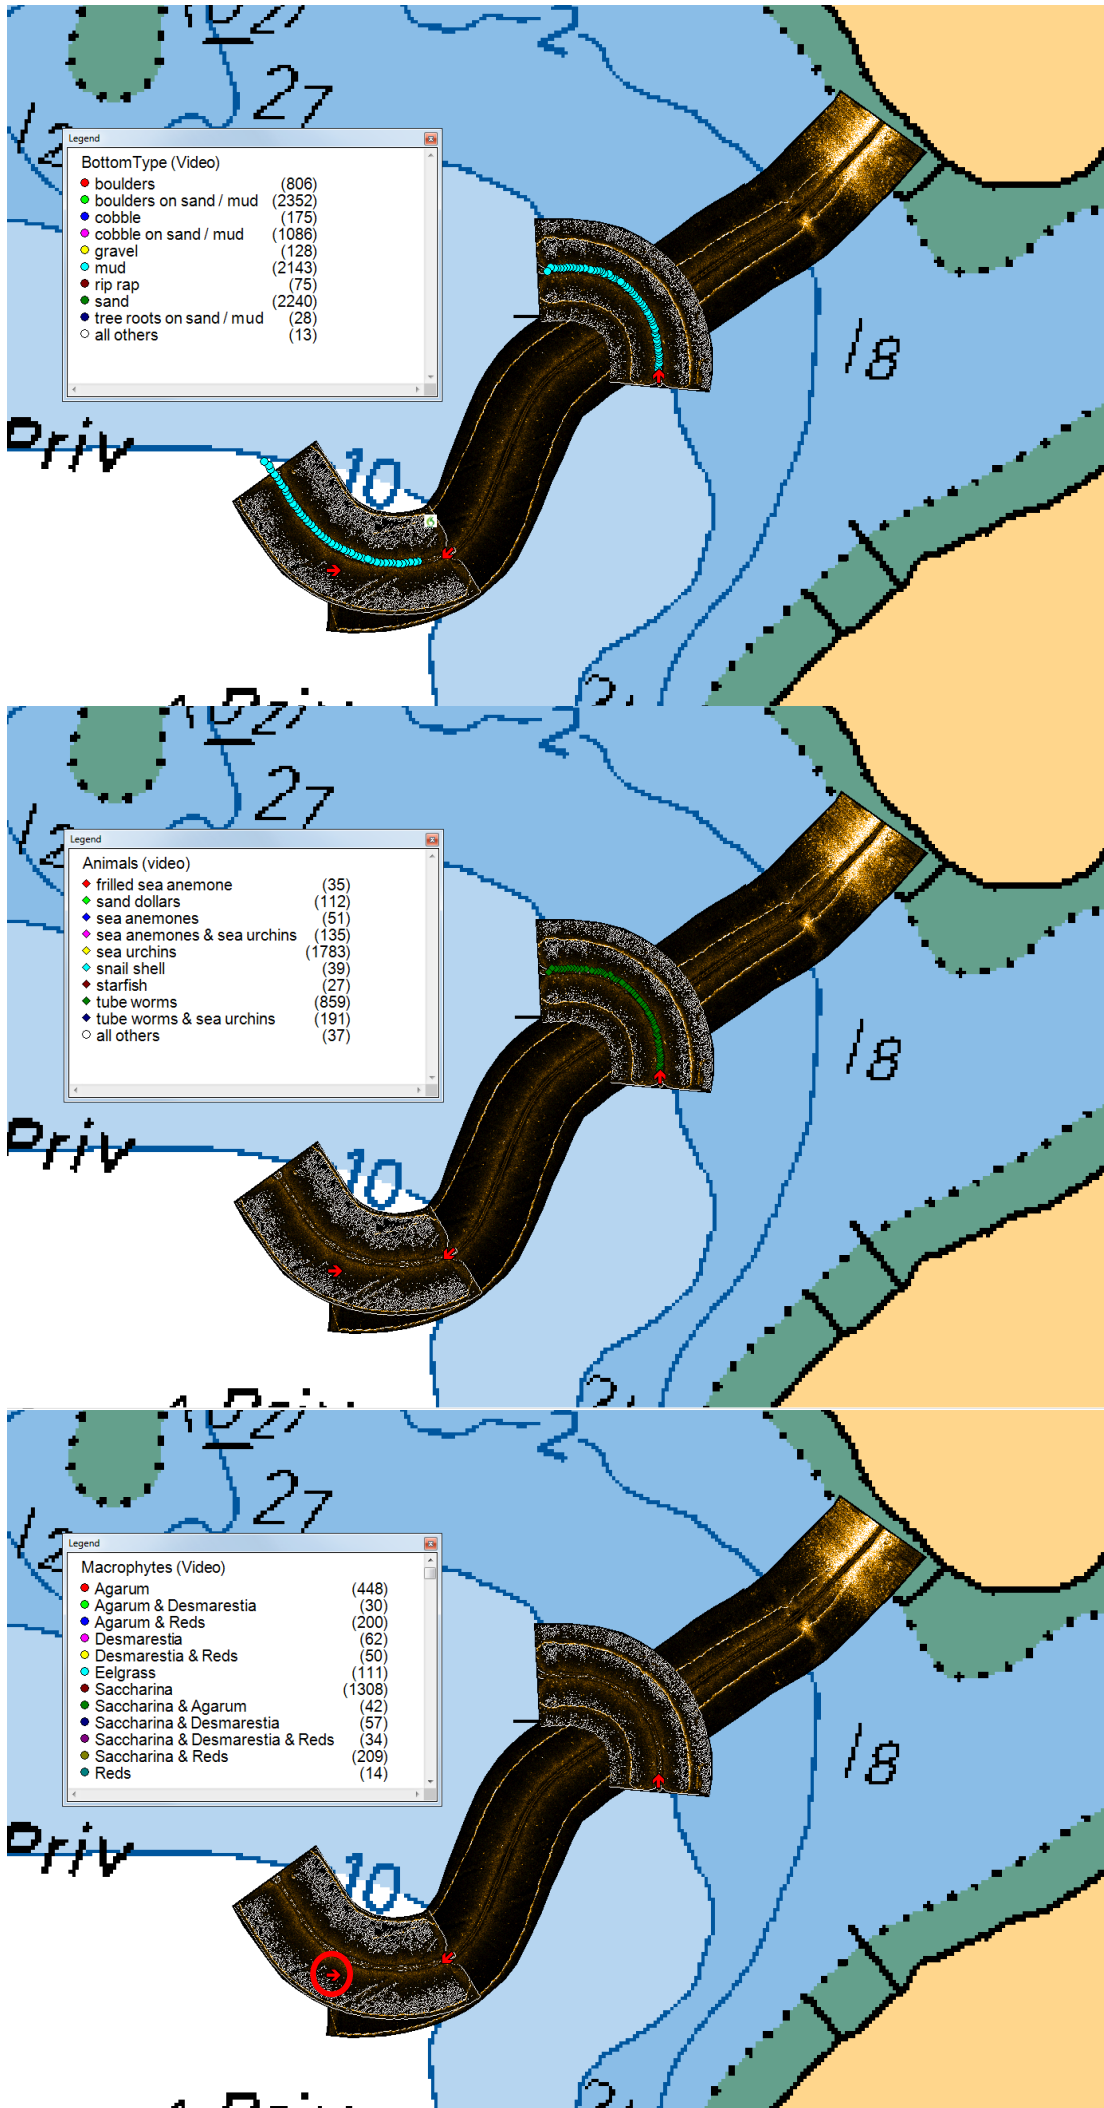 27
12
Legend
BottomType (Video)
boulders (806)
boulders on sand / mud (2352)
cobble (175)
cobble on sand / mud (1086)
gravel (128)
mud (2143)
rip rap (75)
sand (2240)
tree roots on sand / mud (28)
all others (13)
18
Priv
10
27
12
Legend
Animals (video)
frilled sea anemone (35)
sand dollars (112)
sea anemones (51)
sea anemones & sea urchins (135)
sea urchins (1783)
snail shell (39)
starfish (27)
tube worms (859)
tube worms & sea urchins (191)
all others (37)
18
Priv
10
27
12
Legend
Macrophytes (Video)
Agarum (448)
Agarum & Desmarestia (30)
Agarum & Reds (200)
Desmarestia (62)
Desmarestia & Reds (50)
Eelgrass (111)
Saccharina (1308)
Saccharina & Agarum (42)
Saccharina & Desmarestia (57)
Saccharina & Desmarestia & Reds (34)
Saccharina & Reds (209)
Reds (14)
18
Priv
10